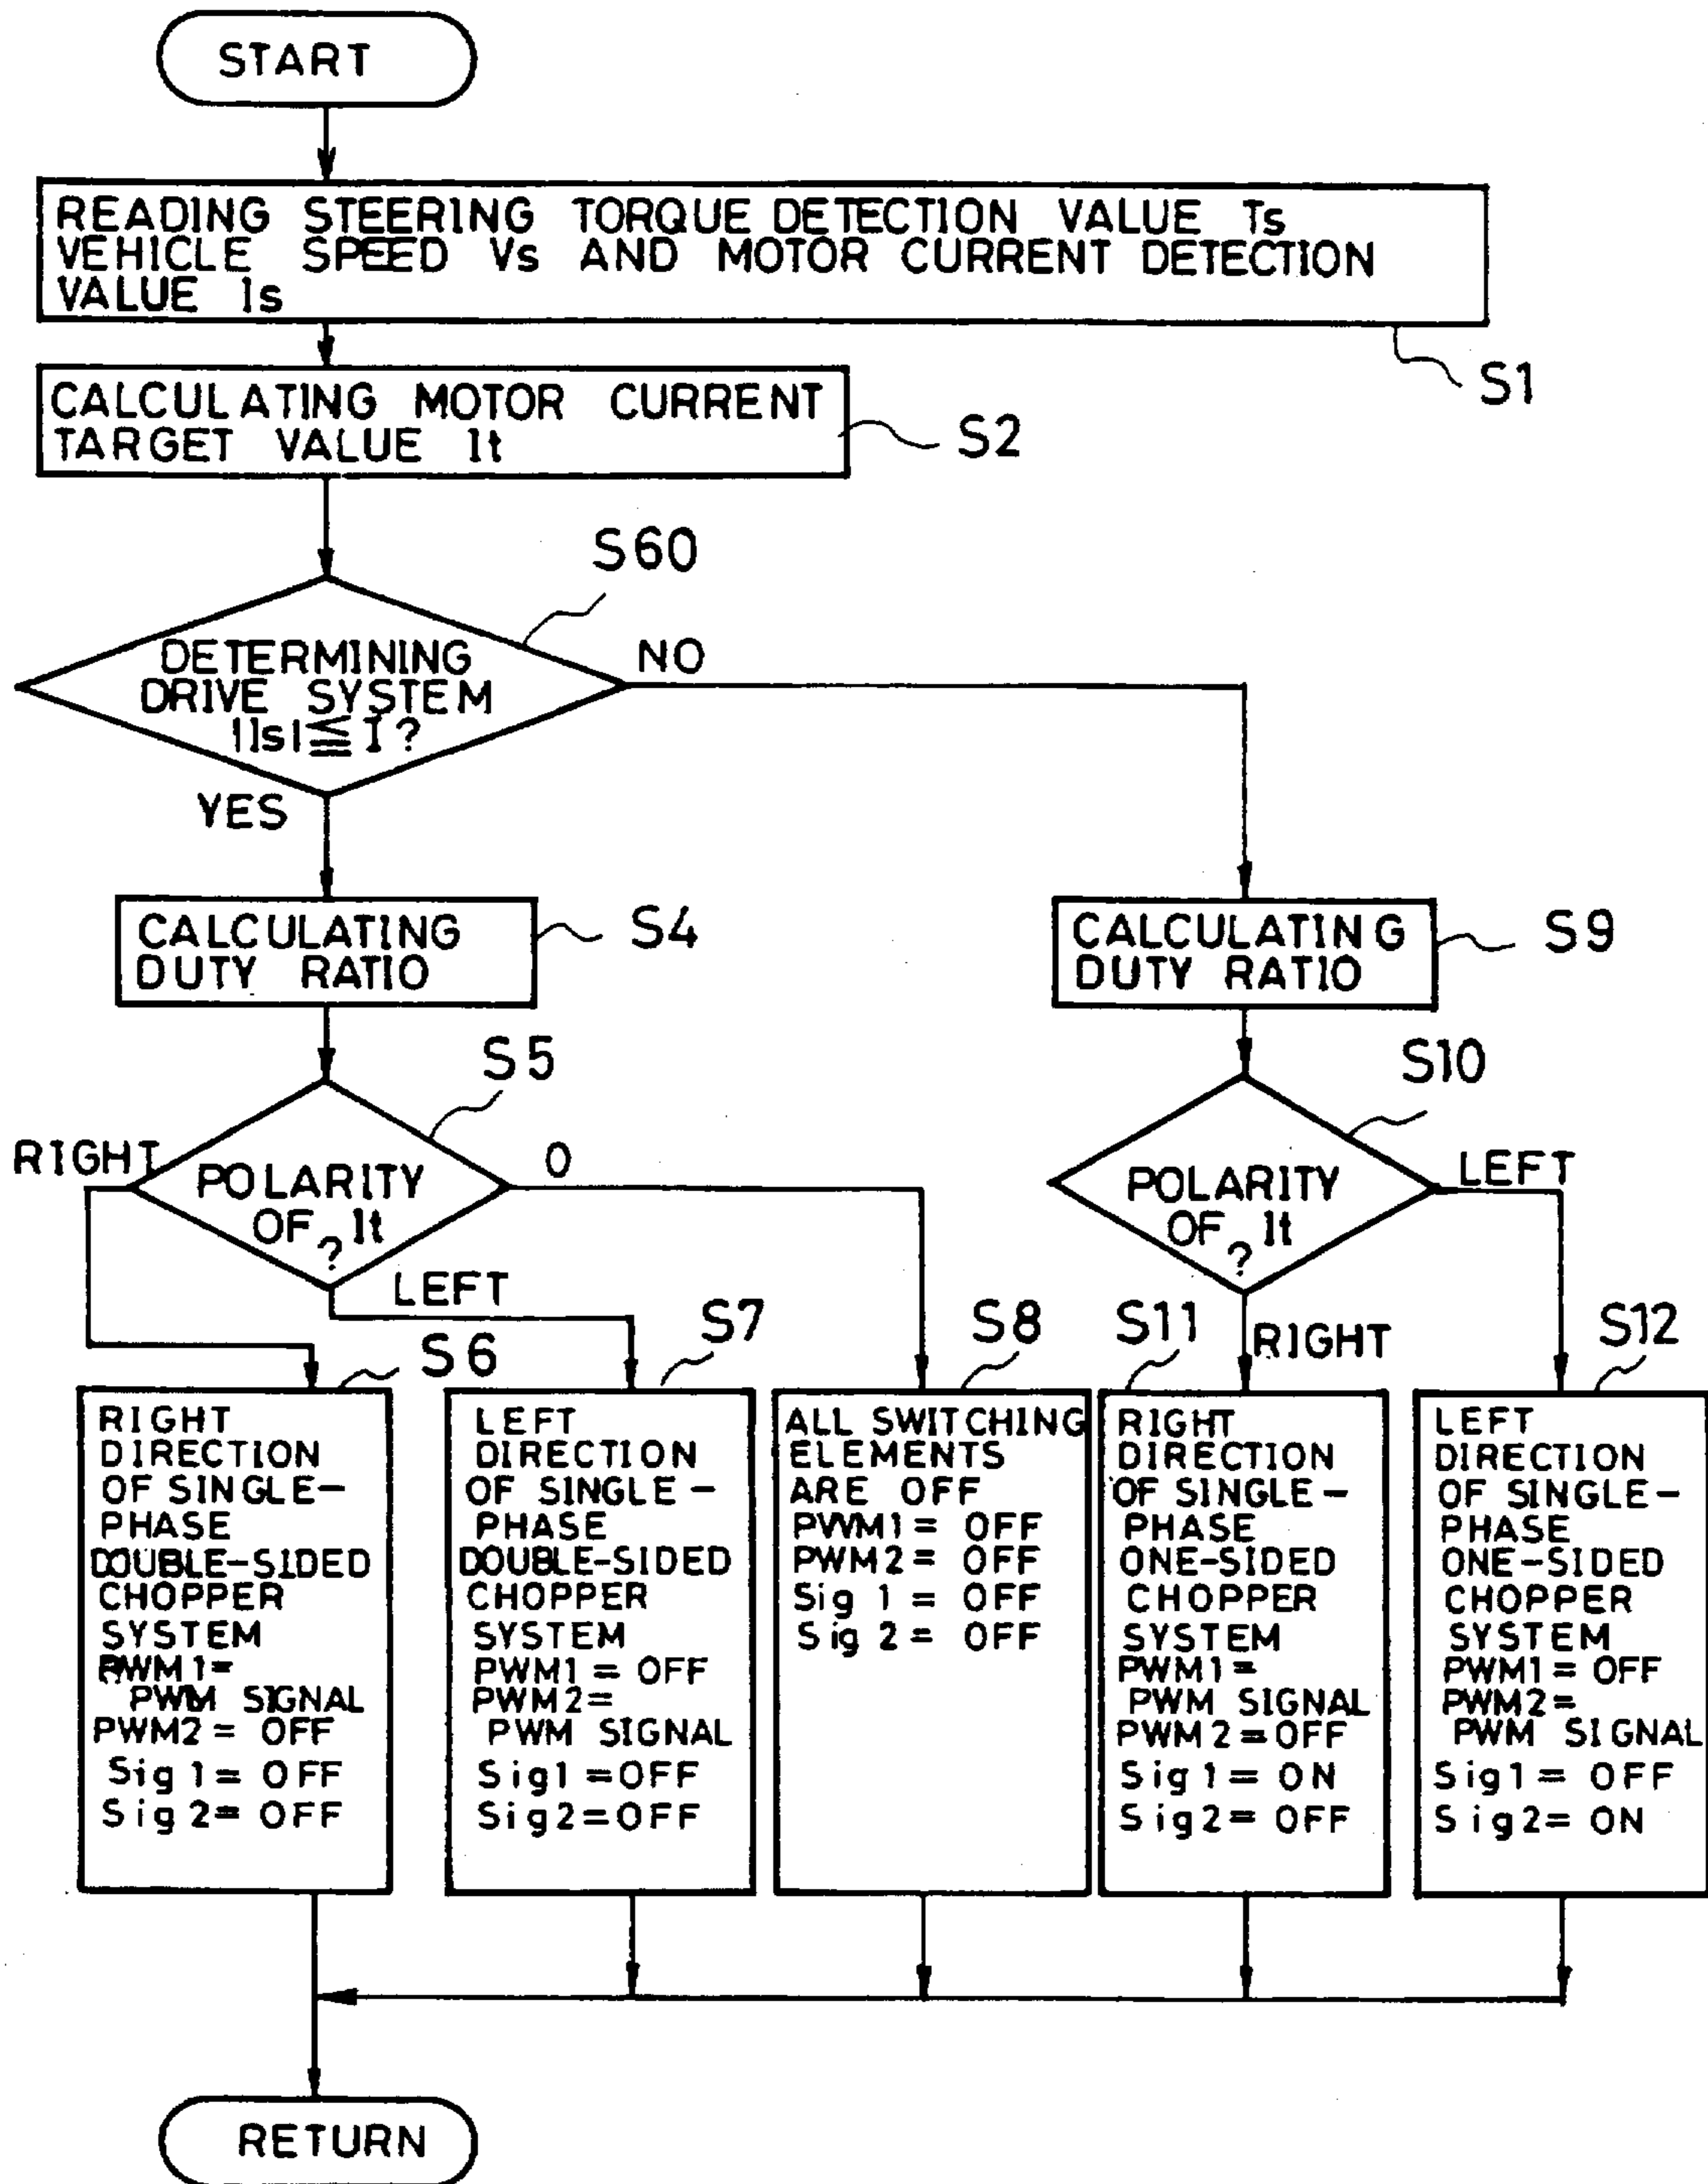 START
READING STEERING TORQUE DETECTION VALUE Ts
VEHICLE SPEED Vs AND MOTOR CURRENT DETECTION
VALUE Is
S1
CALCULATING MOTOR CURRENT
TARGET VALUE It
S2
S60
DETERMINING
DRIVE SYSTEM
|Is|≦I?
NO
YES
CALCULATING
DUTY RATIO
S4
CALCULATING
DUTY RATIO
S9
S5
POLARITY
OF It
?
RIGHT
O
LEFT
S10
POLARITY
OF It
?
LEFT
RIGHT
S6
RIGHT
DIRECTION
OF SINGLE-
PHASE
DOUBLE-SIDED
CHOPPER
SYSTEM
PWM1=
PWM SIGNAL
PWM2= OFF
Sig 1= OFF
Sig 2= OFF
S7
LEFT
DIRECTION
OF SINGLE-
PHASE
DOUBLE-SIDED
CHOPPER
SYSTEM
PWM1= OFF
PWM2=
PWM SIGNAL
Sig1=OFF
Sig2=OFF
S8
ALL SWITCHING
ELEMENTS
ARE OFF
PWM1= OFF
PWM2= OFF
Sig 1= OFF
Sig 2= OFF
S11
RIGHT
DIRECTION
OF SINGLE-
PHASE
ONE-SIDED
CHOPPER
SYSTEM
PWM1=
PWM SIGNAL
PWM2=OFF
Sig1= ON
Sig2= OFF
S12
LEFT
DIRECTION
OF SINGLE-
PHASE
ONE-SIDED
CHOPPER
SYSTEM
PWM1= OFF
PWM2=
PWM SIGNAL
Sig1= OFF
Sig2= ON
RETURN